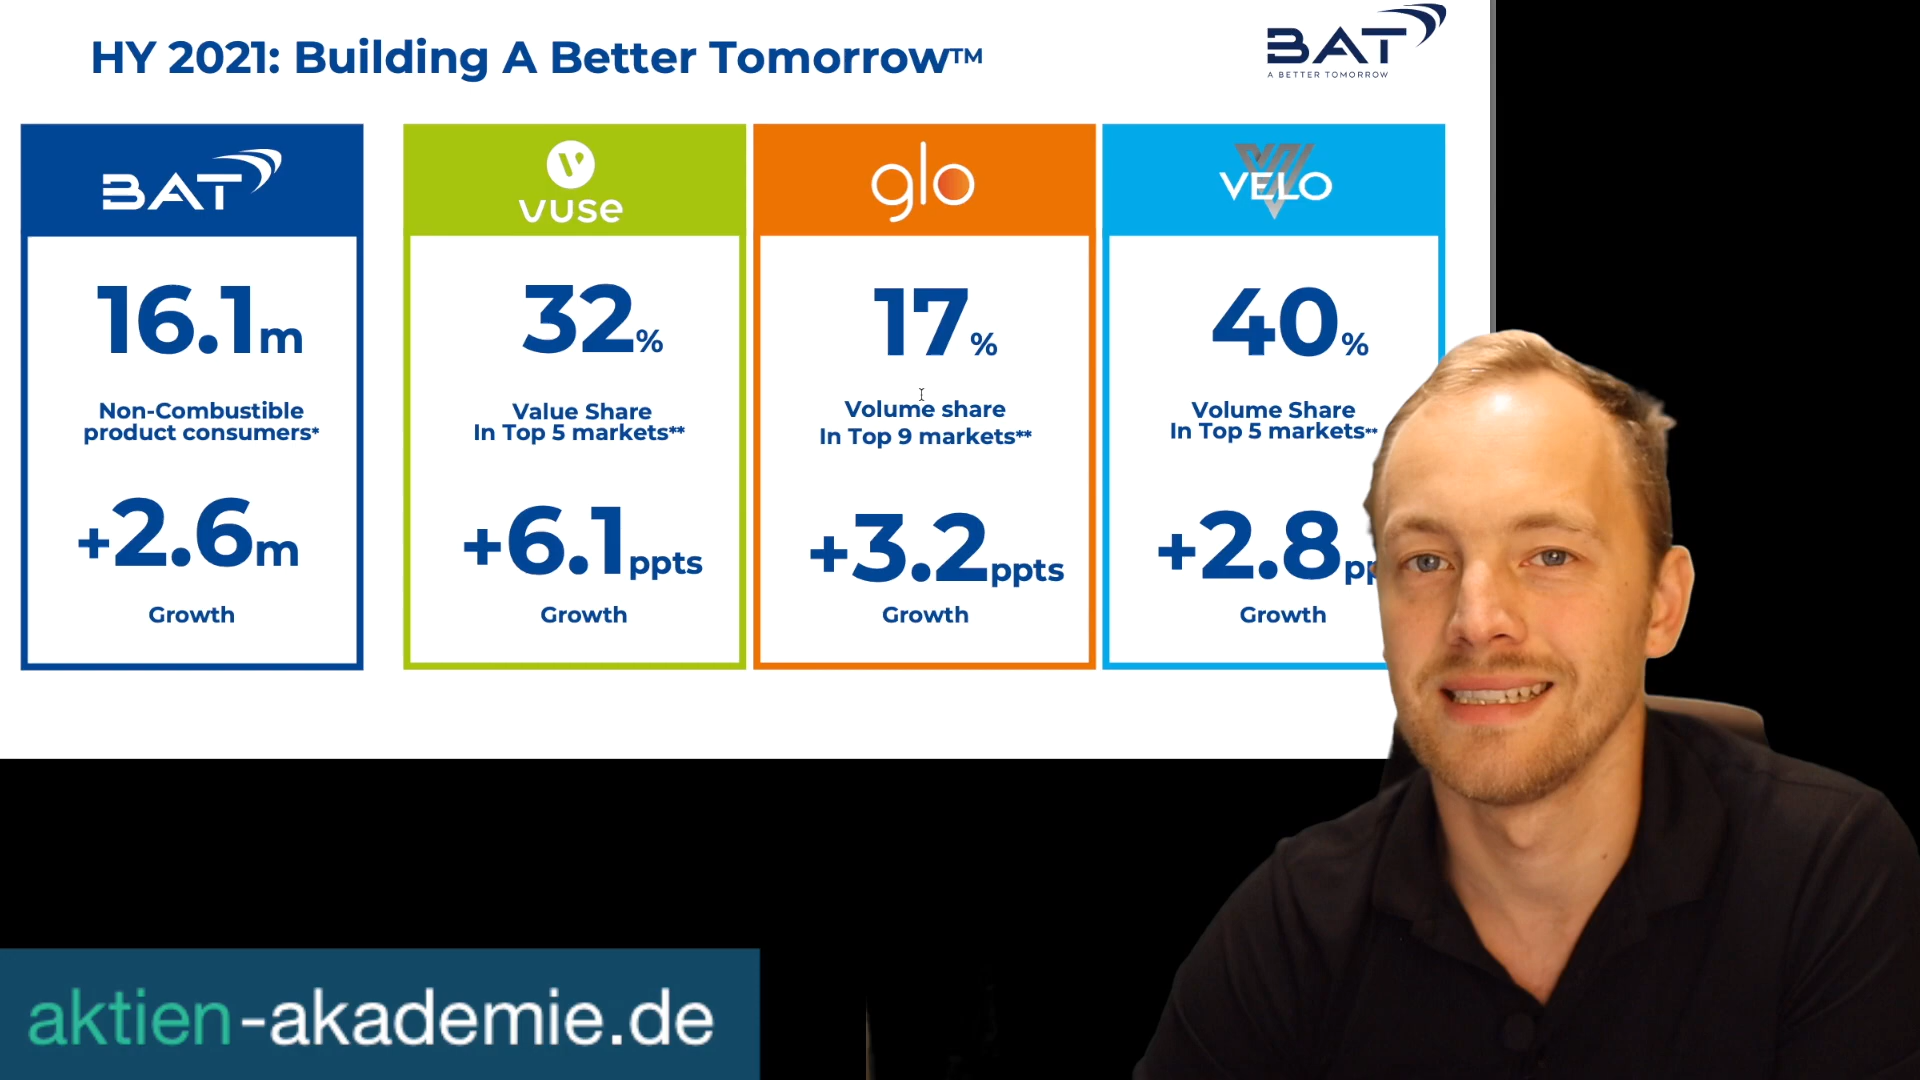 HY 2021: Building A Better Tomorrow™
BAT
A BETTER TOMORROW
BAT
16.1m
Non-Combustible
product consumers*
+2.6m
Growth
vuse
32%
Value Share
In Top 5 markets**
+6.1ppts
Growth
glo
17%
Volume share
In Top 9 markets**
+3.2ppts
Growth
VELO
40%
Volume Share
In Top 5 markets**
+2.8
Growth
aktien-akademie.de